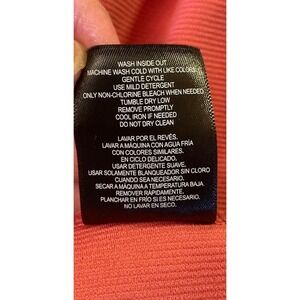 WASH INSIDE OUT
MACHINE WASH COLD WITH LIKE COLORS
GENTLE CYCLE
USE MILD DETERGENT
ONLY NON-CHLORINE BLEACH WHEN NEEDED
TUMBLE DRY LOW
REMOVE PROMPTLY
COOL IRON IF NEEDED
DO NOT DRY CLEAN
LAVAR POR EL REVÉS.
LAVAR A MÁQUINA CON AGUA FRÍA
CON COLORES SIMILARES.
EN CICLO DELICADO.
USAR DETERGENTE SUAVE.
USAR SOLAMENTE BLANQUEADOR SIN CLORO
CUANDO SEA NECESARIO.
SECAR A MÁQUINA A TEMPERATURA BAJA.
REMOVER RÁPIDAMENTE.
PLANCHAR EN FRÍO SI ES NECESARIO.
NO LAVAR EN SECO.